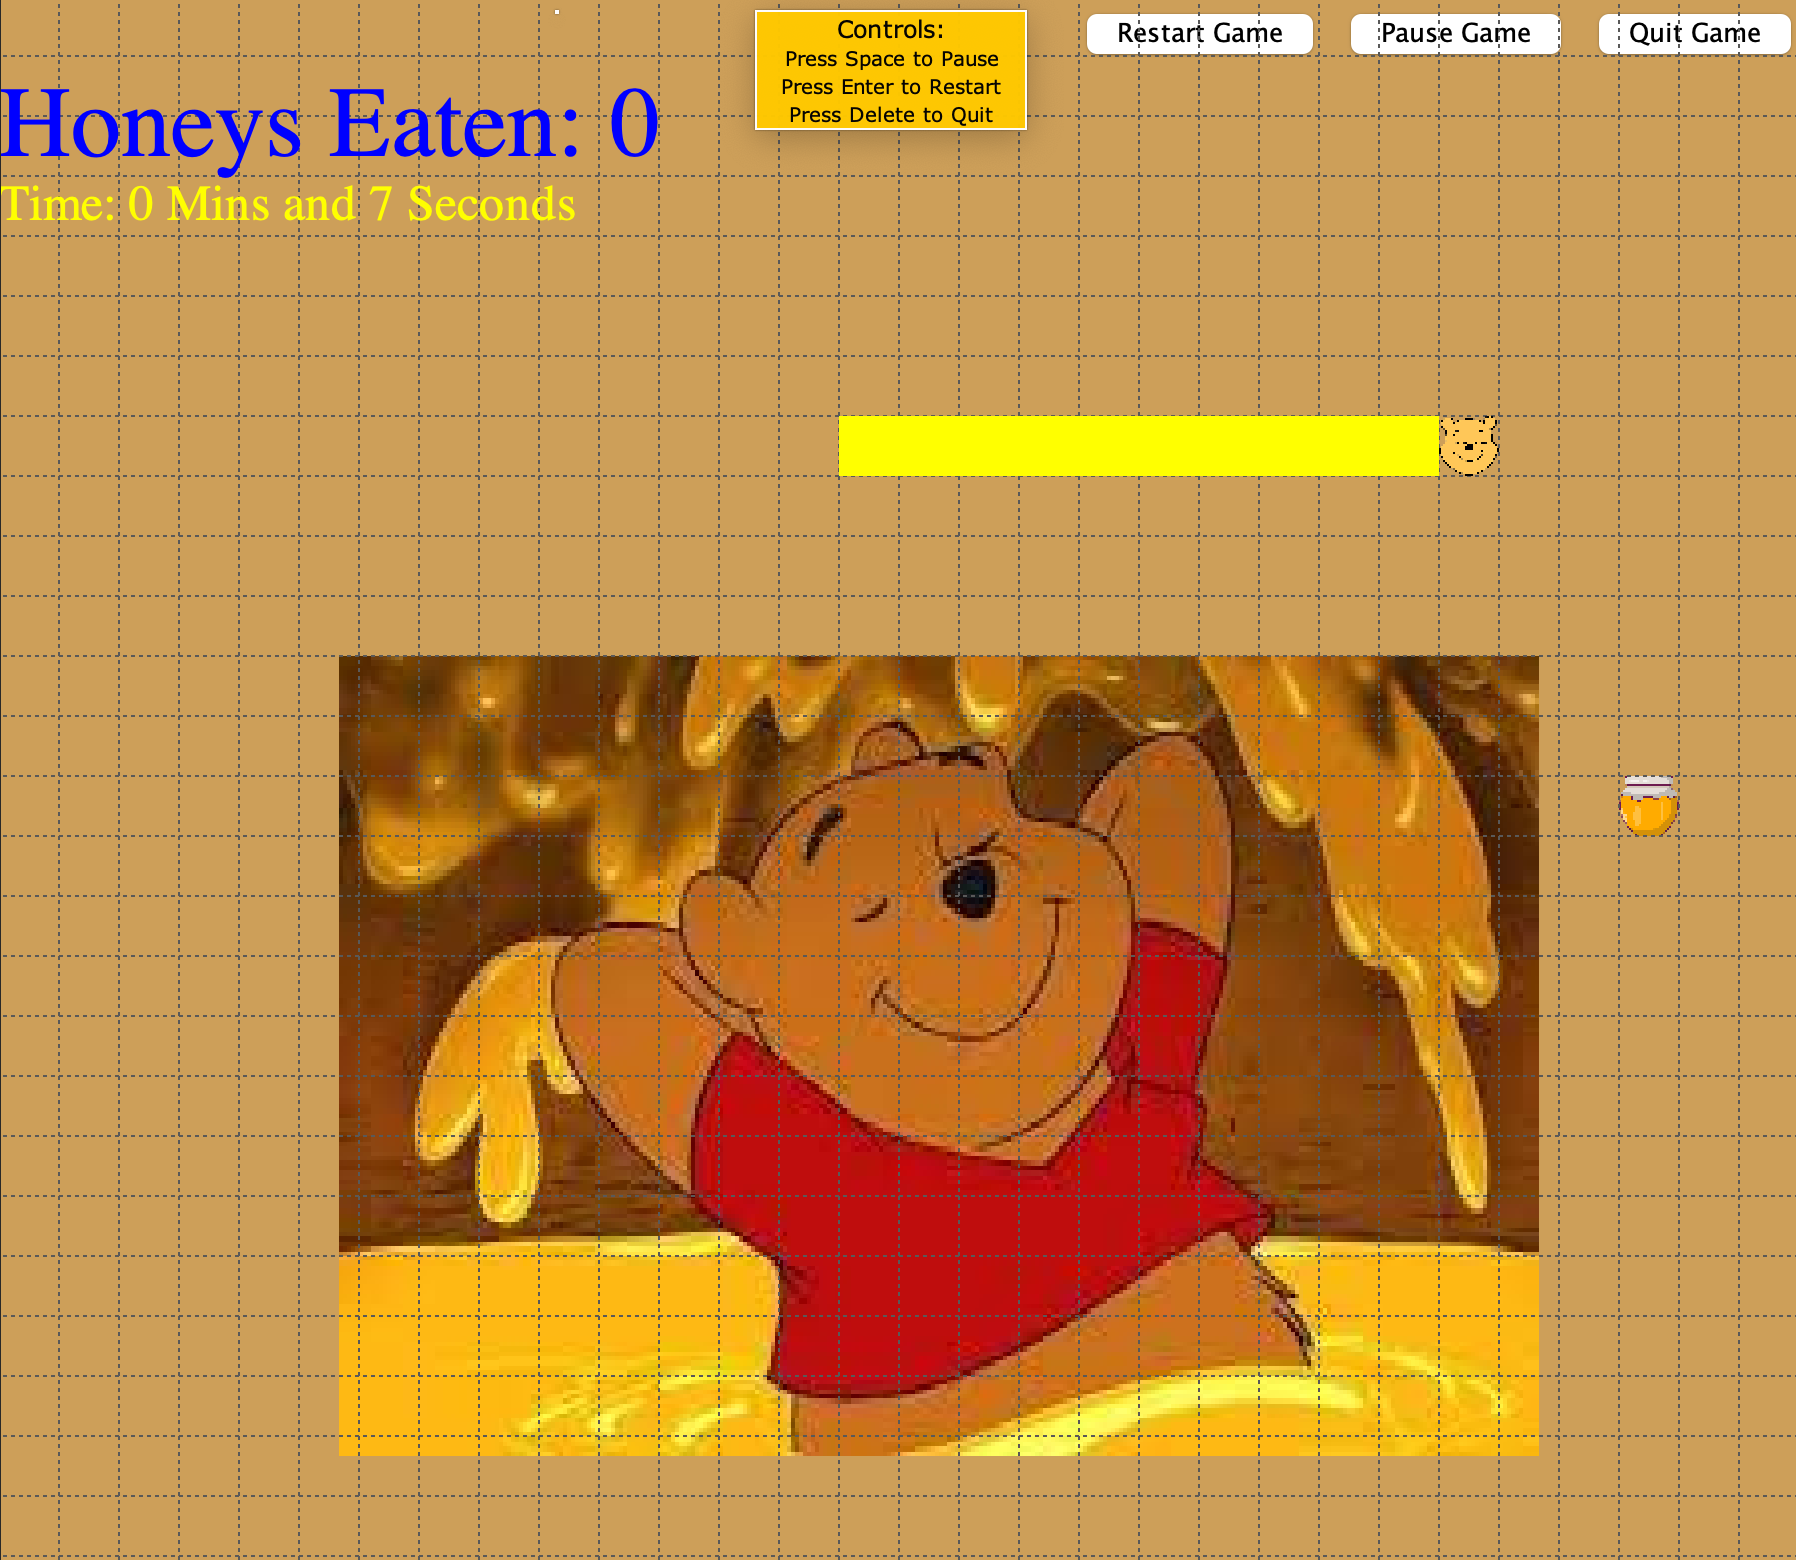 Controls:
Press Space to Pause
Press Enter to Restart
Press Delete to Quit
Restart Game
Pause Game
Quit Game
Honeys Eaten: 0
Time: 0 Mins and 7 Seconds